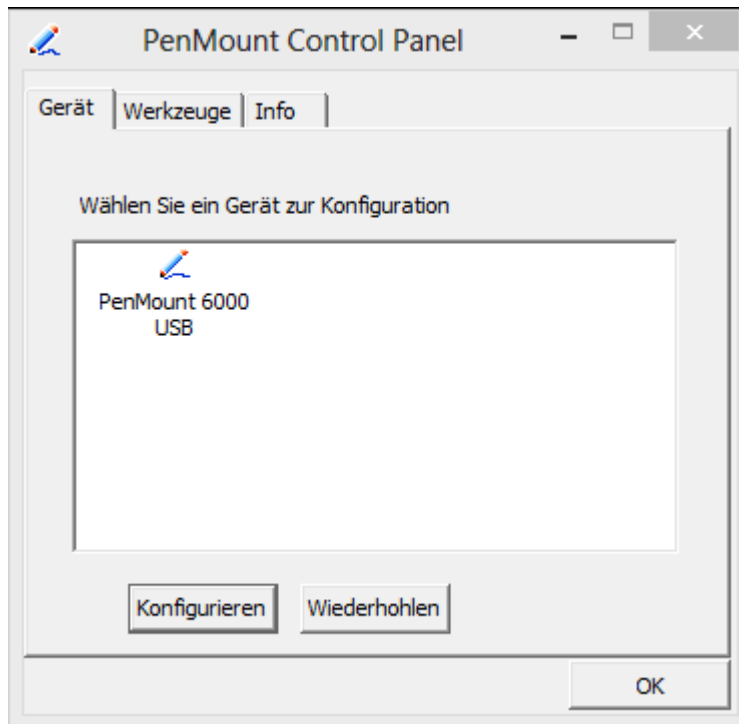 PenMount Control Panel
Gerät Werkzeuge Info
Wählen Sie ein Gerät zur Konfiguration
PenMount 6000
USB
Konfigurieren Wiederhohlen
OK